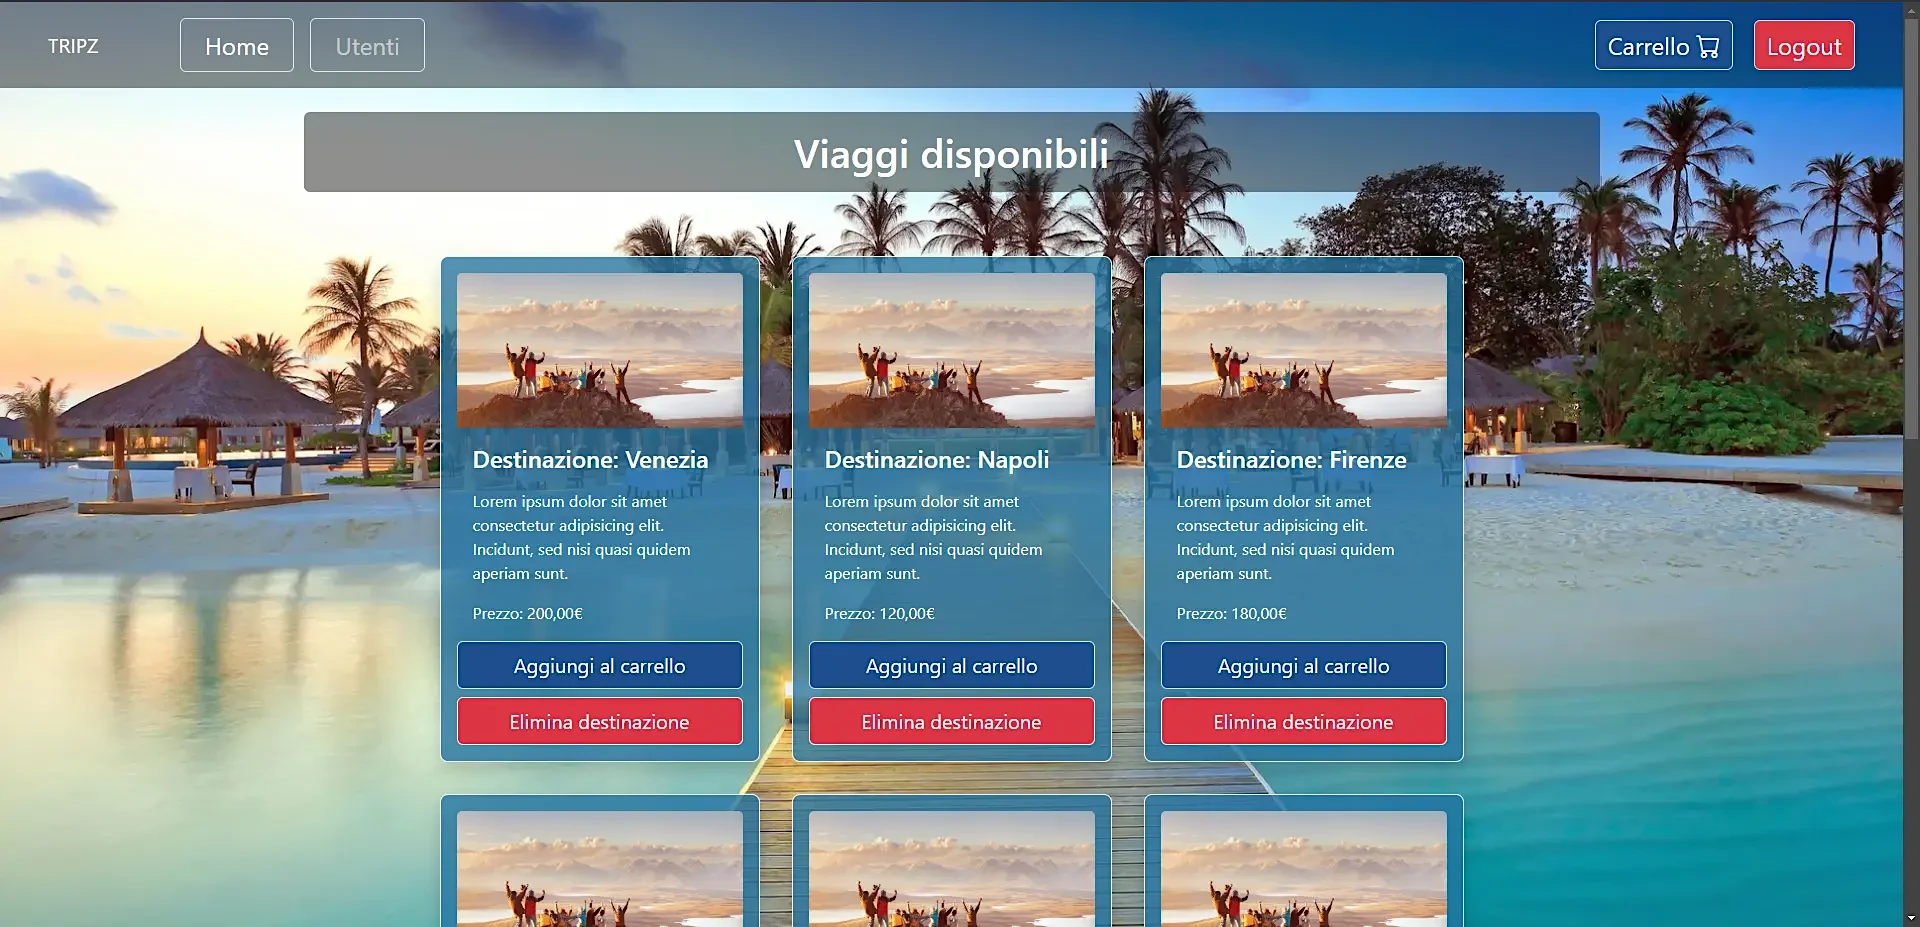 TRIPZ
Home
Utenti
Carrello
Logout
Viaggi disponibili
Destinazione: Venezia
Lorem ipsum dolor sit amet
consectetur adipisicing elit.
Incidunt, sed nisi quasi quidem
aperiam sunt.
Prezzo: 200,00€
Aggiungi al carrello
Elimina destinazione
Destinazione: Napoli
Lorem ipsum dolor sit amet
consectetur adipisicing elit.
Incidunt, sed nisi quasi quidem
aperiam sunt.
Prezzo: 120,00€
Aggiungi al carrello
Elimina destinazione
Destinazione: Firenze
Lorem ipsum dolor sit amet
consectetur adipisicing elit.
Incidunt, sed nisi quasi quidem
aperiam sunt.
Prezzo: 180,00€
Aggiungi al carrello
Elimina destinazione